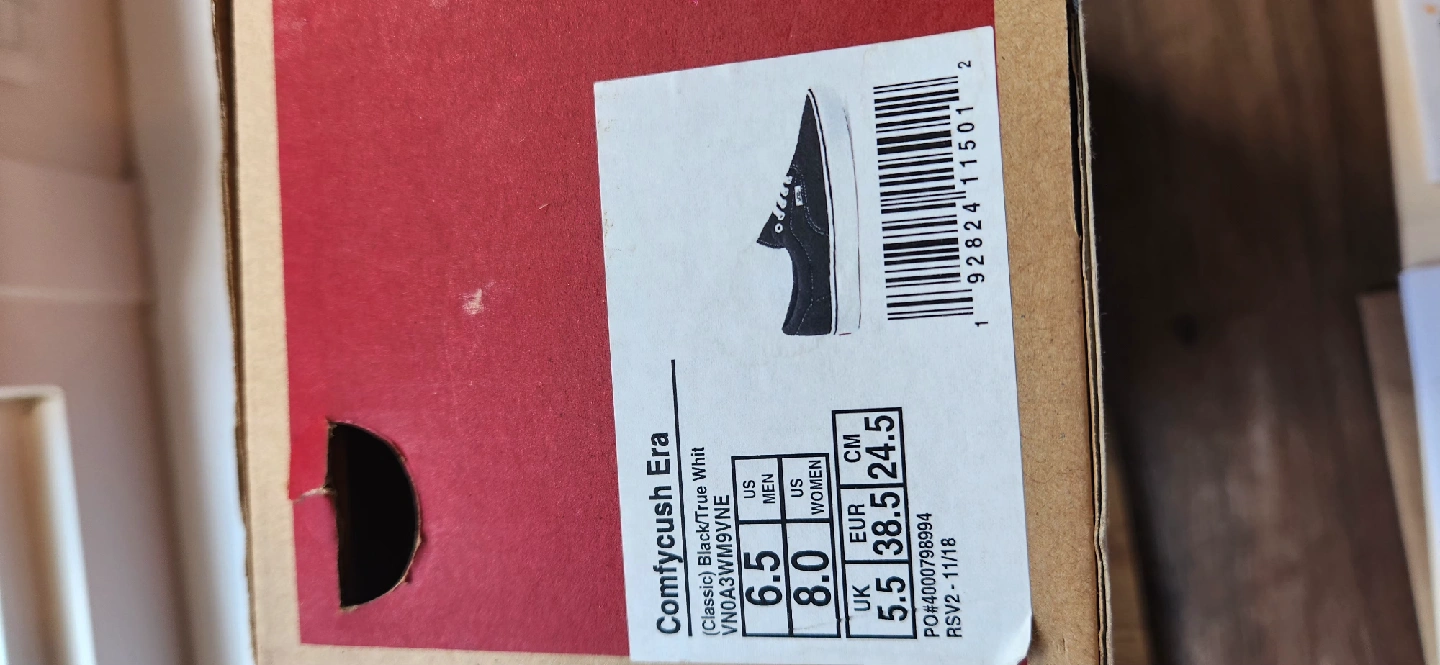 Comfycush Era
(Classic) Black/True Whit
VN0A3WM9VNE
6.5 US MEN
8.0 US WOMEN
UK EUR CM
5.5 38.5 24.5
PO#4000798994
RSV2 - 11/18
1 92824 11501 2